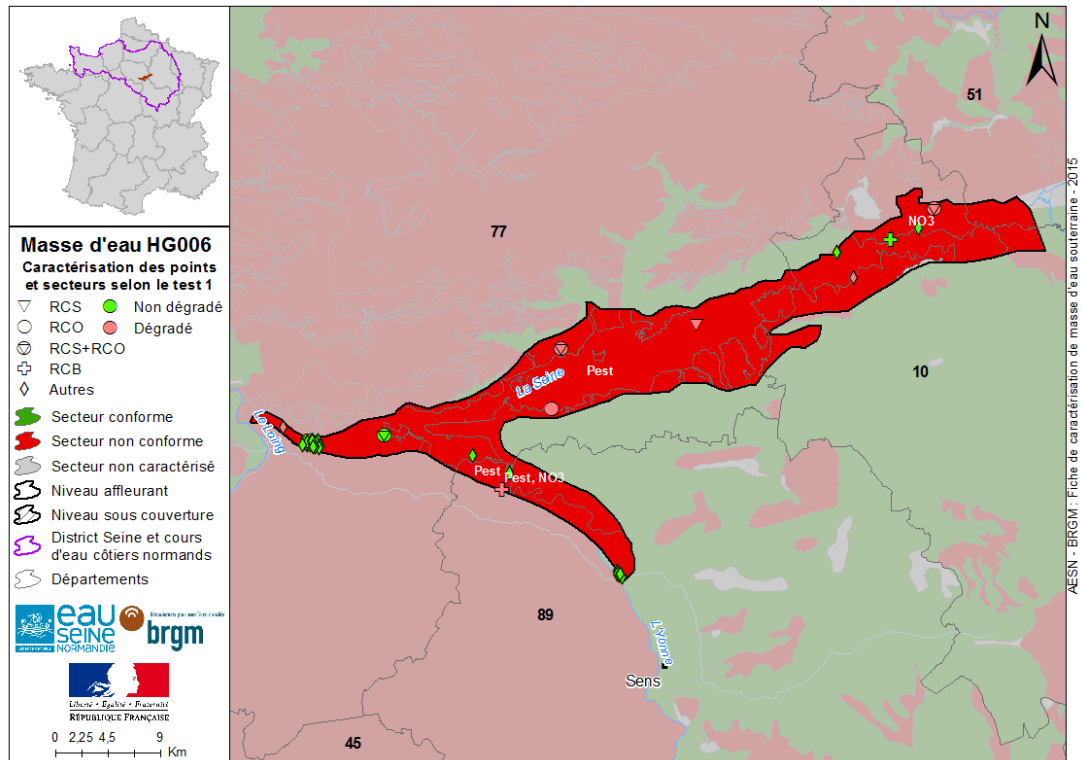 Masse d'eau HG006
Caractérisation des points
et secteurs selon le test 1
RCS
Non dégradé
RCO
Dégradé
RCS+RCO
RCB
Autres
Secteur conforme
Secteur non conforme
Secteur non caractérisé
Niveau affleurant
Niveau sous couverture
District Seine et cours
d'eau côtiers normands
Départements
eau
SEINE
NORMANDIE
brgm
Liberté • Égalité • Fraternité
RÉPUBLIQUE FRANÇAISE
0 2,25 4,5 9
Km
N
51
77
NO3
10
Pest
La Seine
Le Loing
Pest
Pest, NO3
89
L'Yonne
Sens
45
AESN - BRGM : Fiche de caractérisation de masse d'eau souterraine - 2015